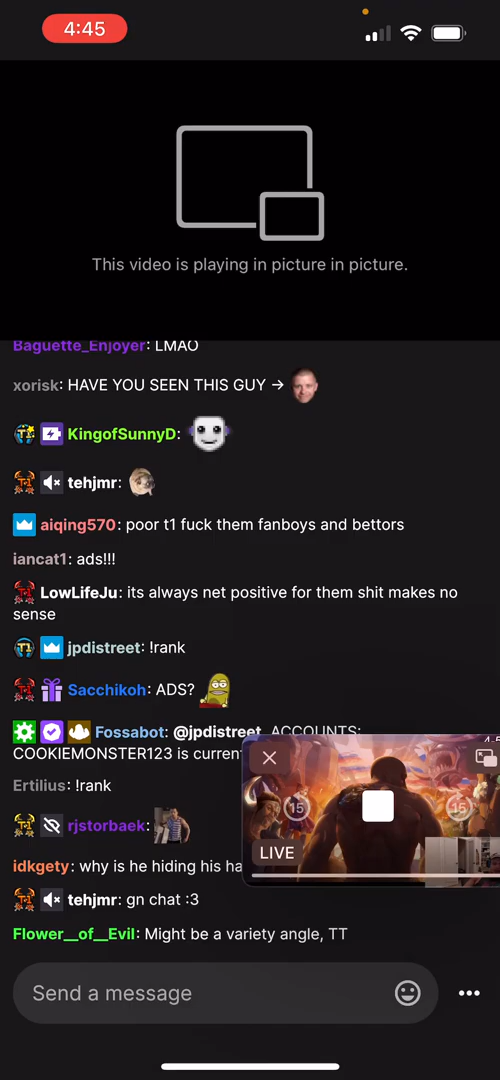 4:45
This video is playing in picture in picture.
Baguette_Enjoyer: LMAO
xorisk: HAVE YOU SEEN THIS GUY →
KingofSunnyD:
tehjmr:
aiqing570: poor t1 fuck them fanboys and bettors
iancat1: ads!!!
LowLifeJu: its always net positive for them shit makes no
sense
jpdistreet: !rank
Sacchikoh: ADS?
Fossabot: @jpdistreet, ACCOUNTS:
COOKIEMONSTER123 is current
Ertilius: !rank
15
15
rjstorbaek:
LIVE
idkgety: why is he hiding his ha
tehjmr: gn chat :3
Flower__of__Evil: Might be a variety angle, TT
Send a message